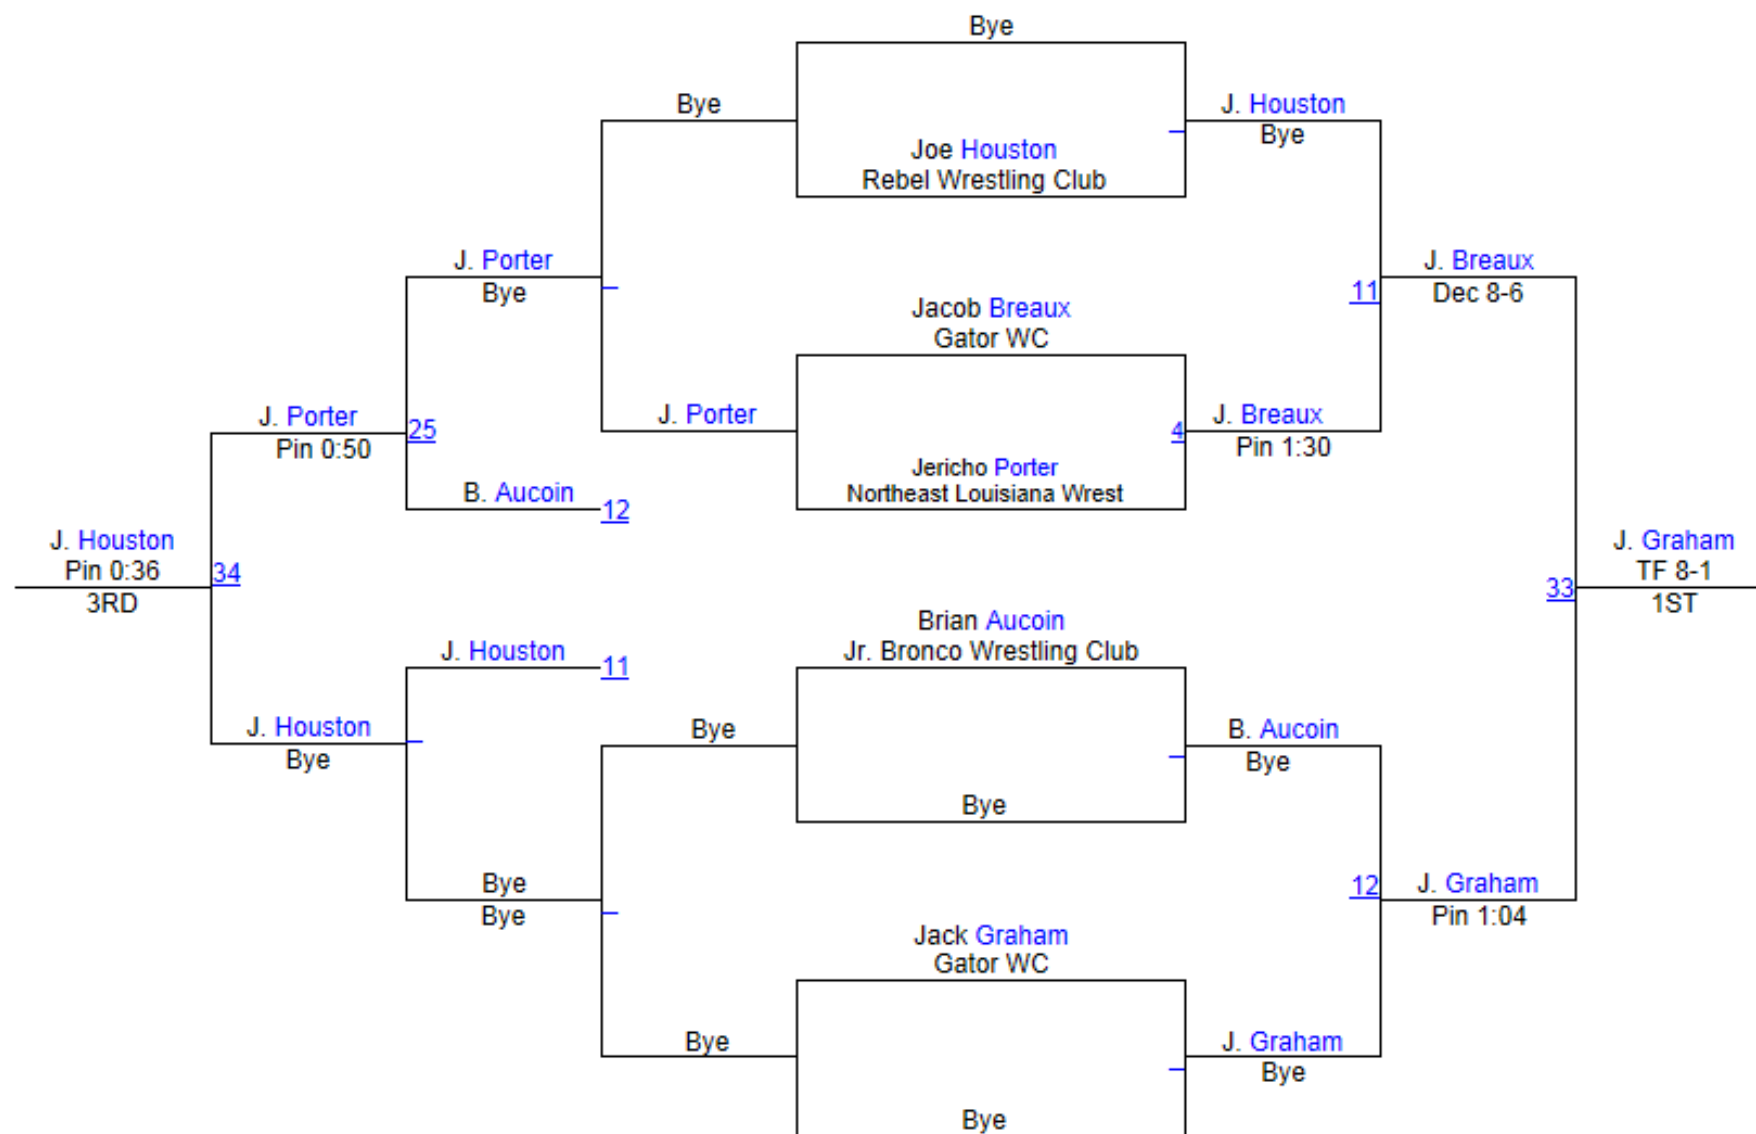 Bye
Bye
J. Houston
Bye
Joe Houston
Rebel Wrestling Club
J. Porter
Bye
J. Breaux
Dec 8-6
11
Jacob Breaux
Gator WC
J. Porter
Pin 0:50
25
J. Porter
4
J. Breaux
Pin 1:30
Jericho Porter
Northeast Louisiana Wrest
B. Aucoin
12
J. Houston
Pin 0:36
3RD
34
J. Graham
TF 8-1
1ST
33
Brian Aucoin
Jr. Bronco Wrestling Club
J. Houston
11
J. Houston
Bye
Bye
B. Aucoin
Bye
Bye
Bye
Bye
12
J. Graham
Pin 1:04
Jack Graham
Gator WC
Bye
J. Graham
Bye
Bye